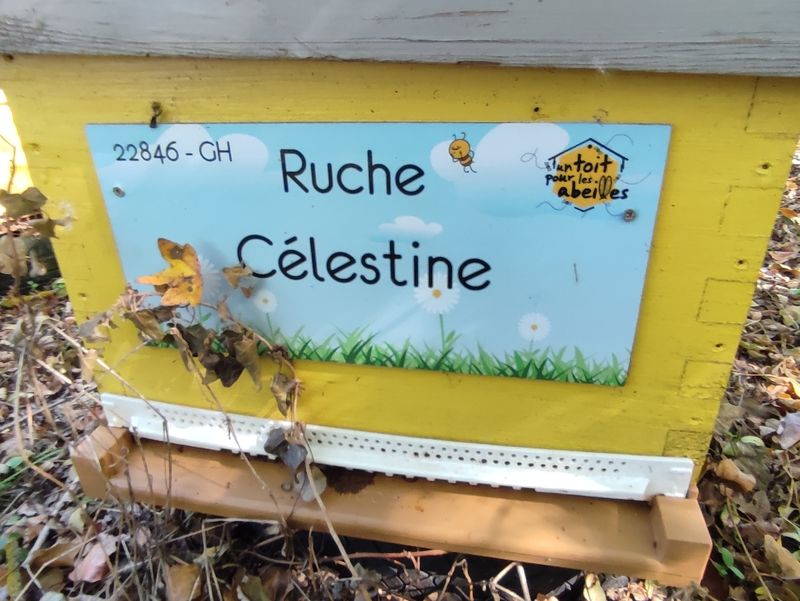 22846 - GH
Ruche
un toit
pour les
abeilles
Célestine